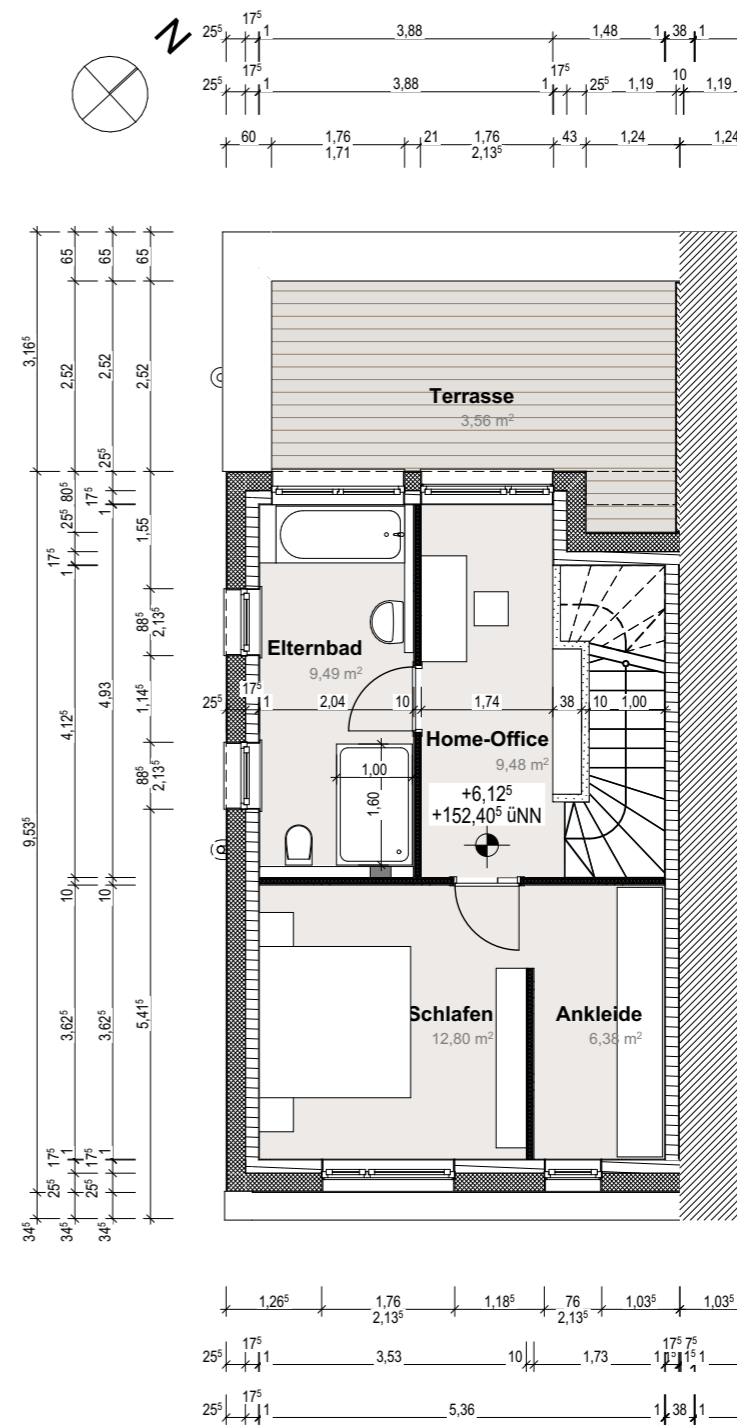 N
25⁵ 17⁵ 1 3,88 1,48 1 38 1
25⁵ 17⁵ 1 3,88 1 17⁵ 25⁵ 1,19 10 1,19
60 1,76 21 1,76 43 1,24 1,24
1,71 2,13⁵
65 65 65
3,16⁵ 2,52 2,52 2,52
Terrasse
3,56 m²
25⁵
80⁵ 17⁵ 1
25⁵ 1,55
17⁵ 1
88⁵
2,13⁵
Elternbad
9,49 m²
4,12⁵ 4,93 1,14⁵
25⁵ 17⁵ 1 2,04 10 1,74 38 10 1,00
Home-Office
9,48 m²
88⁵
2,13⁵
1,00
1,60
+6,12⁵
+152,40⁵ üNN
9,53⁵
10 10
3,62⁵ 3,62⁵ 5,41⁵
Schlafen
12,80 m²
Ankleide
6,38 m²
1 1
17⁵ 17⁵
25⁵ 25⁵
34⁵ 34⁵ 34⁵
1,26⁵ 1,76 1,18⁵ 76 1,03⁵ 1,03⁵
2,13⁵ 2,13⁵
25⁵ 17⁵ 1 3,53 10 1,73 1 17⁵ 7⁵ 1
25⁵ 17⁵ 1 5,36 1 38 1